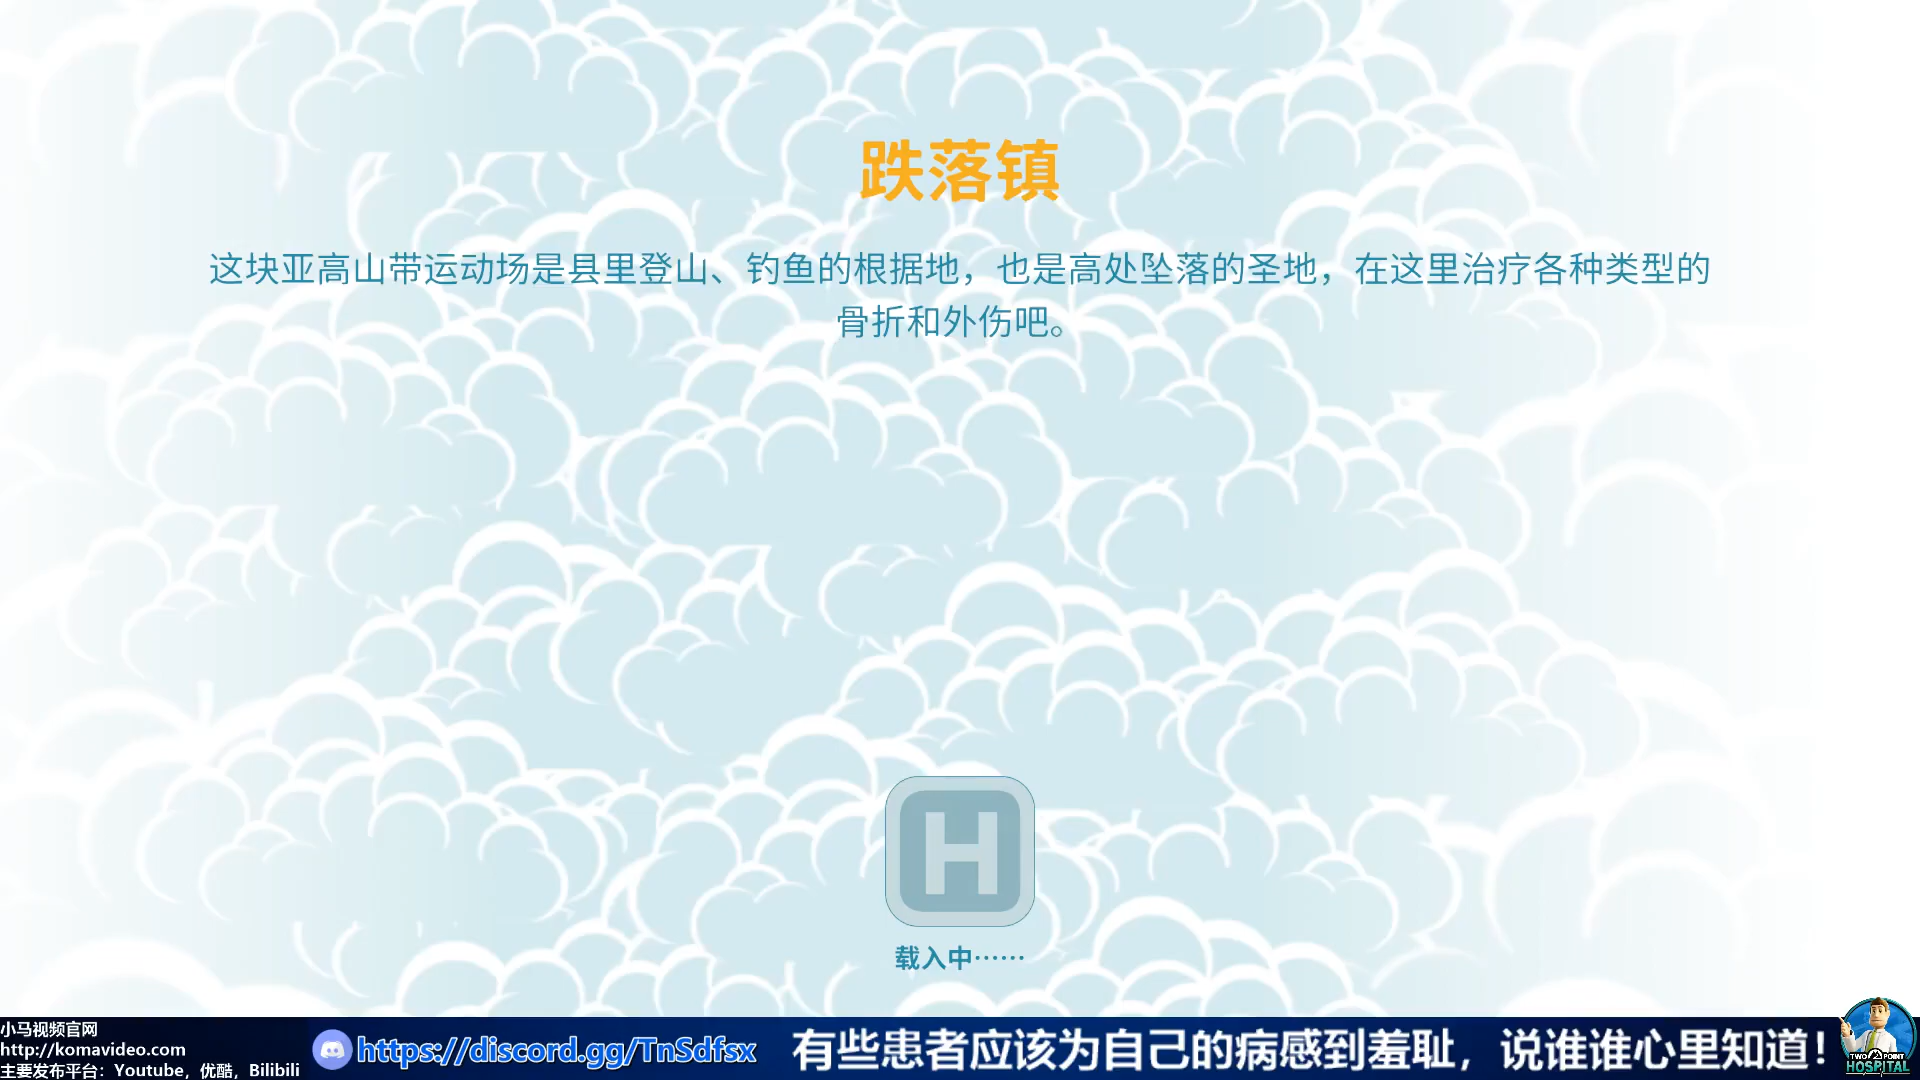 跌落镇
这块亚高山带运动场是县里登山、钓鱼的根据地，也是高处坠落的圣地，在这里治疗各种类型的
骨折和外伤吧。
H
载入中……
小马视频官网
http://komavideo.com
主要发布平台：Youtube，优酷，Bilibili
https://discord.gg/TnSdfsx
有些患者应该为自己的病感到羞耻，说谁谁心里知道！
TWO POINT
HOSPITAL